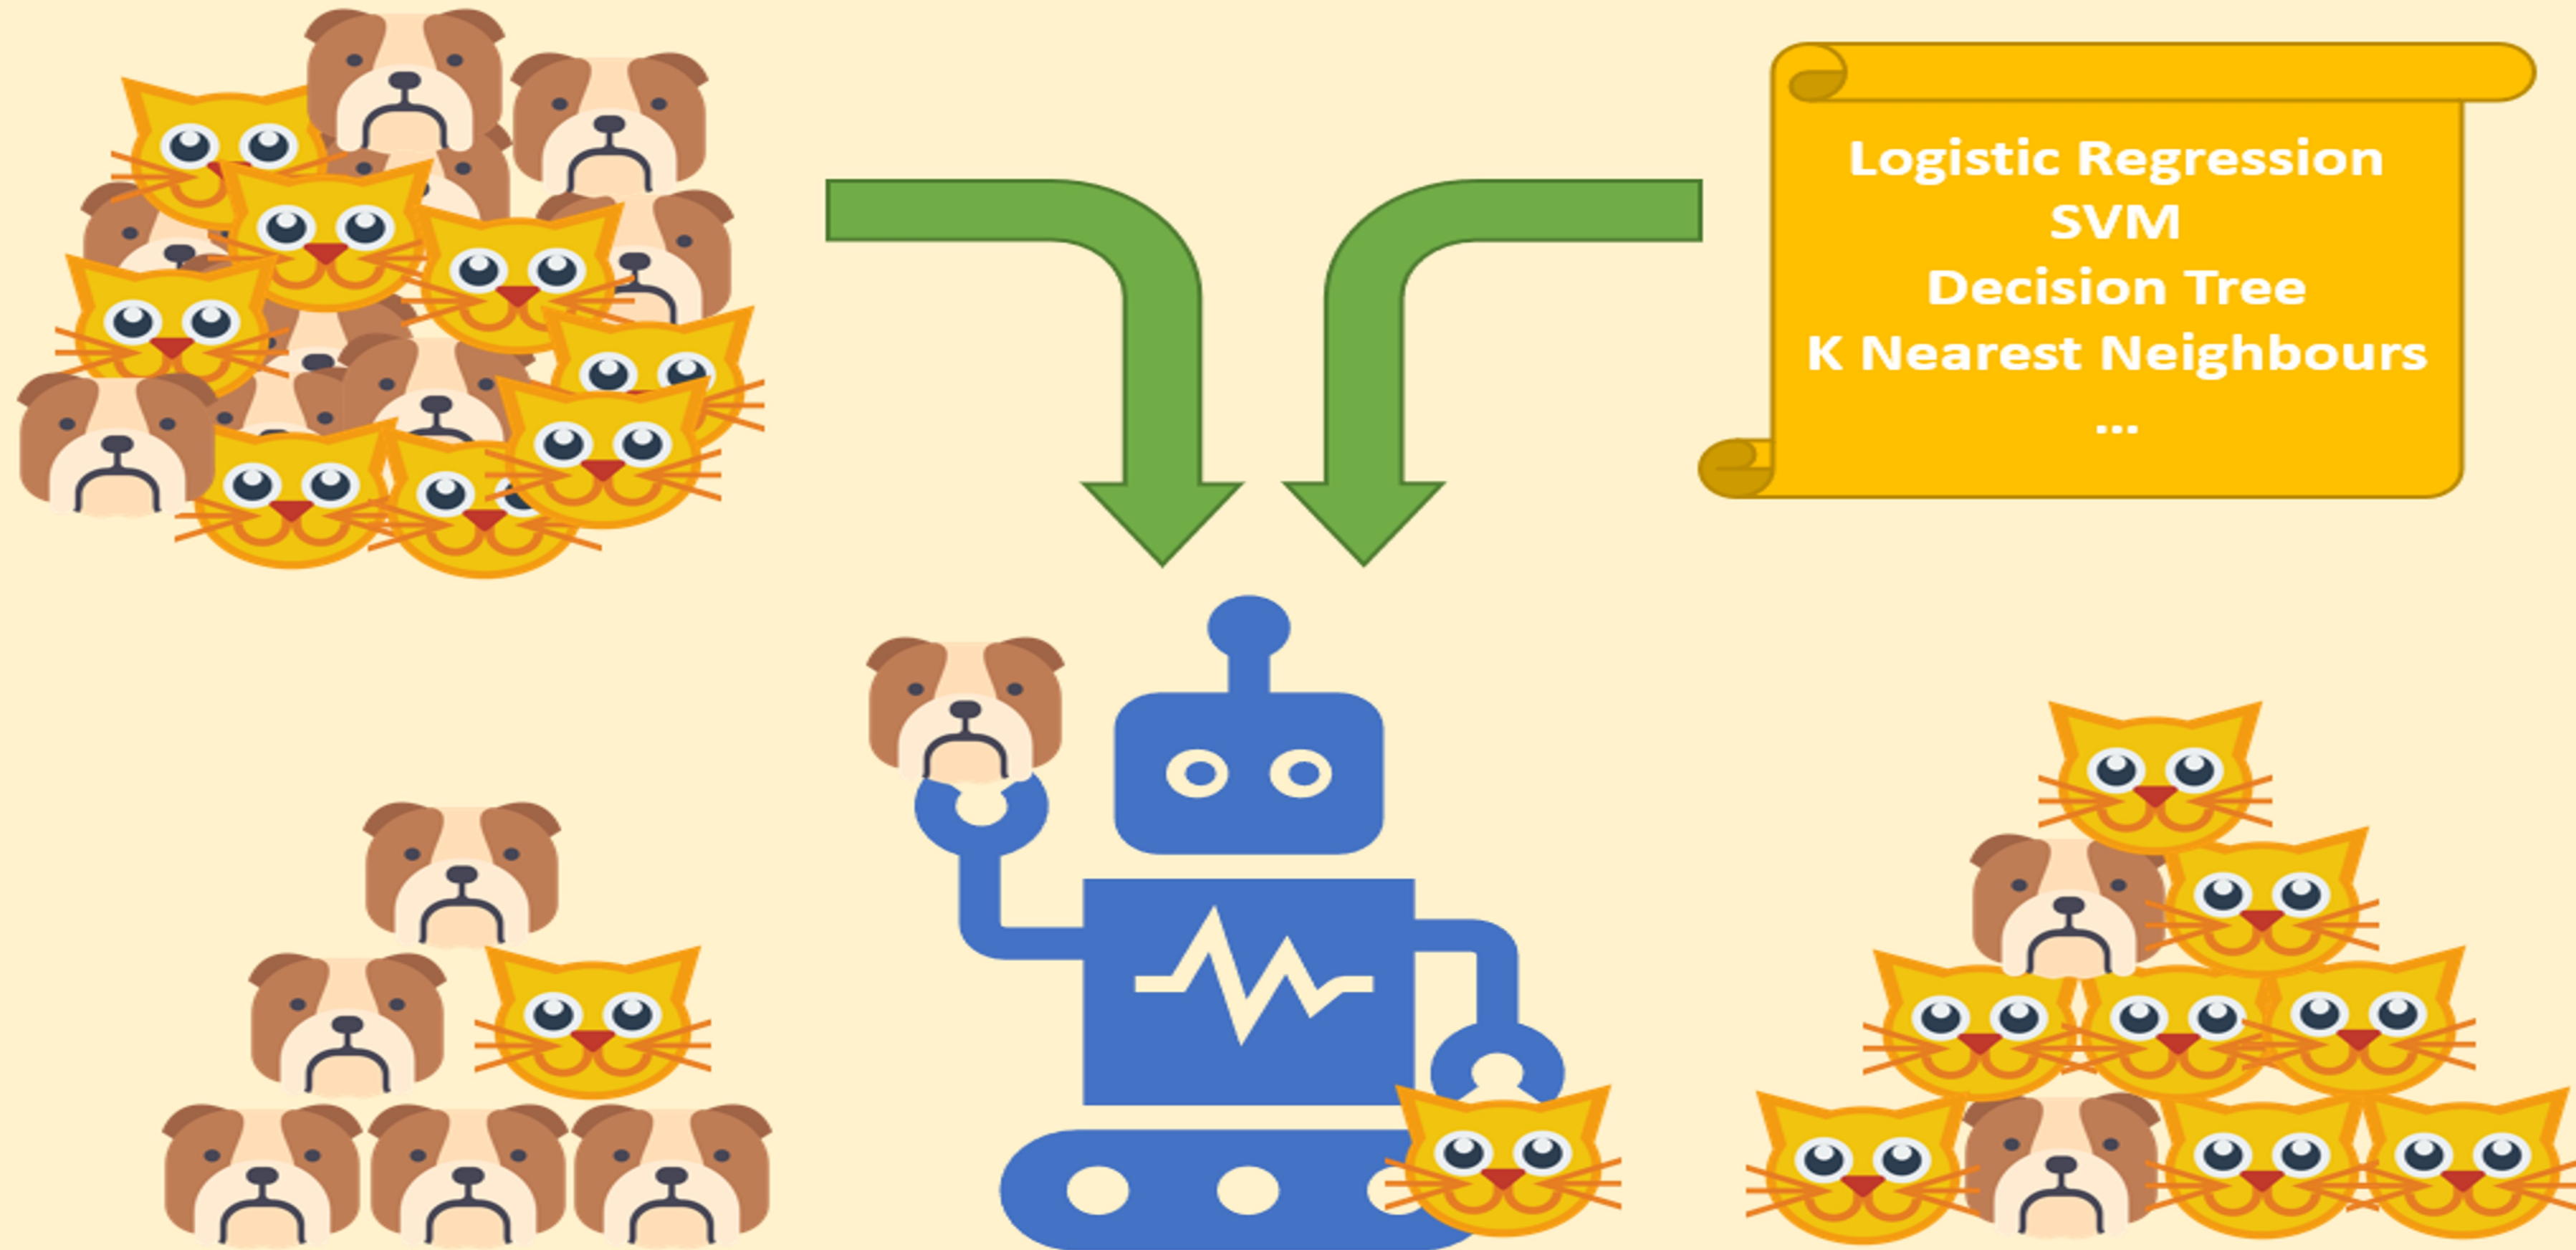 Logistic Regression
SVM
Decision Tree
K Nearest Neighbours
...